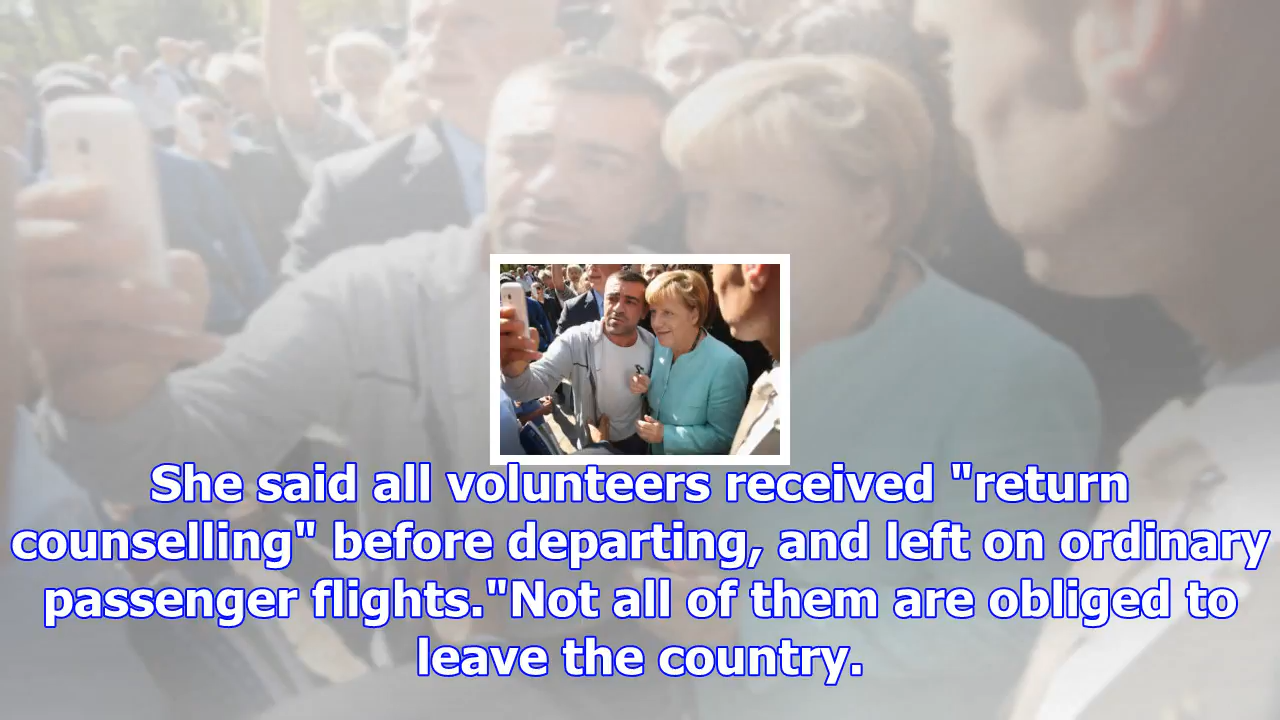 She said all volunteers received "return
counselling" before departing, and left on ordinary
passenger flights."Not all of them are obliged to
leave the country.